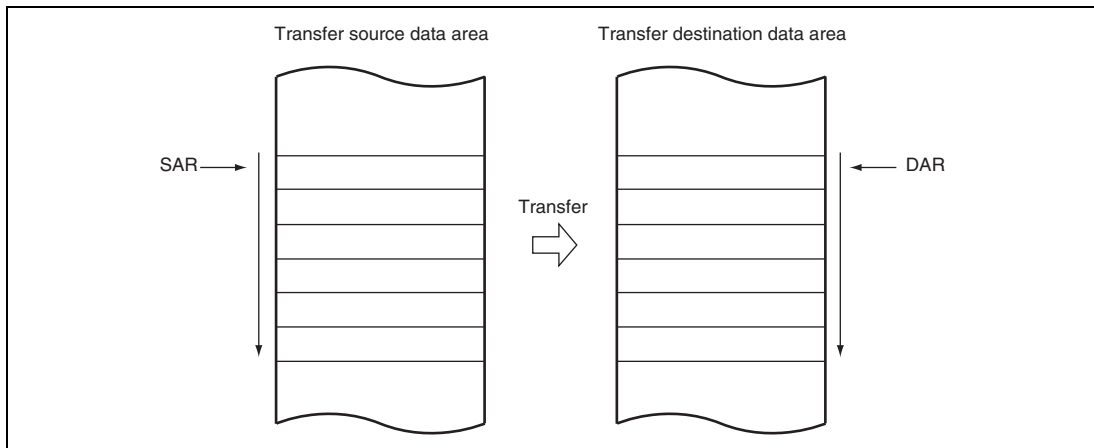 Transfer source data area
Transfer destination data area
SAR
DAR
Transfer